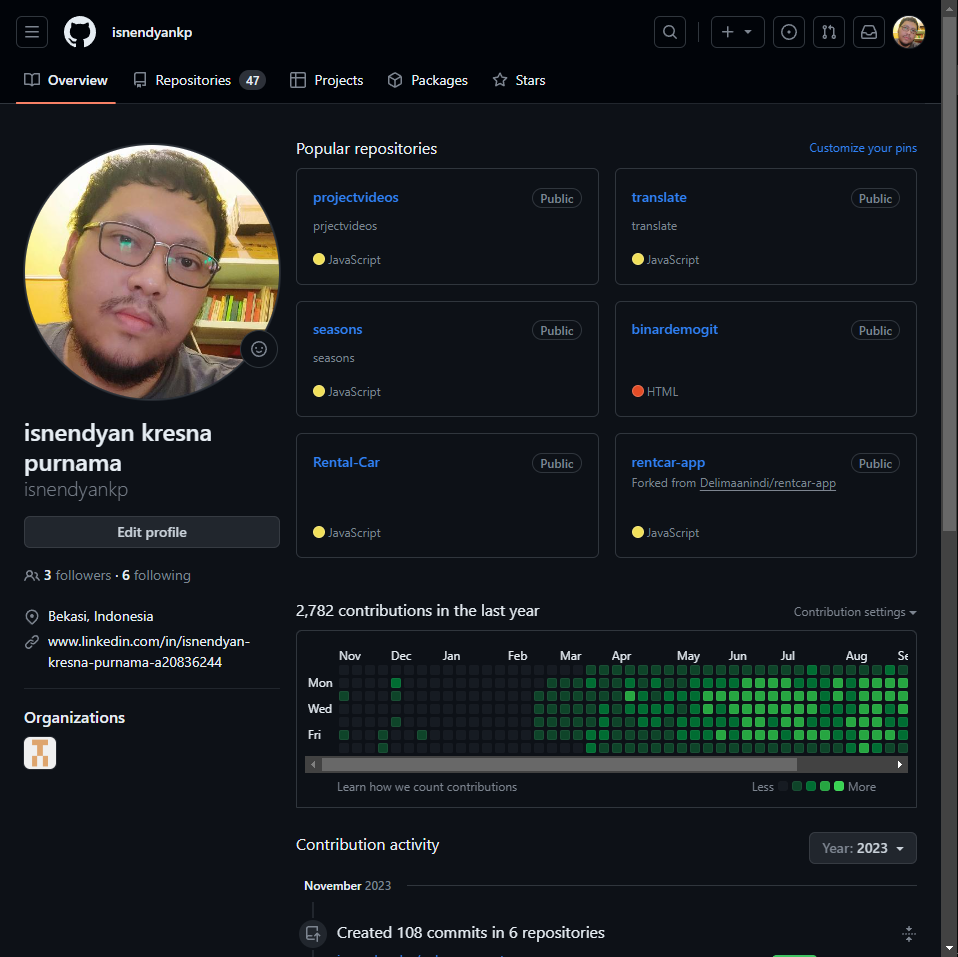 isnendyankp
Overview
Repositories 47
Projects
Packages
Stars
isnendyan kresna
purnama
isnendyankp
Edit profile
3 followers · 6 following
Bekasi, Indonesia
www.linkedin.com/in/isnendyan-
kresna-purnama-a20836244
Organizations
Popular repositories
Customize your pins
projectvideos Public
prjectvideos
JavaScript
translate Public
translate
JavaScript
seasons Public
seasons
JavaScript
binardemogit Public
HTML
Rental-Car Public
JavaScript
rentcar-app Public
Forked from Delimaanindi/rentcar-app
JavaScript
2,782 contributions in the last year
Contribution settings
Nov Dec Jan Feb Mar Apr May Jun Jul Aug
Mon
Wed
Fri
Learn how we count contributions
Less More
Contribution activity
Year: 2023
November 2023
Created 108 commits in 6 repositories